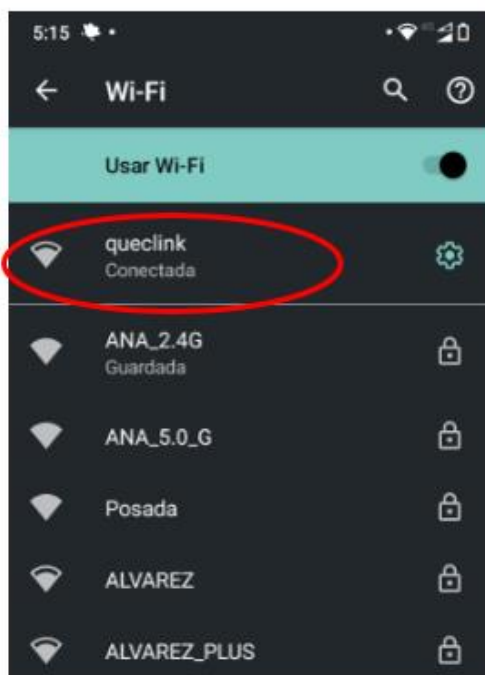 5:15
Wi-Fi
Usar Wi-Fi
queclink
Conectada
ANA_2.4G
Guardada
ANA_5.0_G
Posada
ALVAREZ
ALVAREZ_PLUS